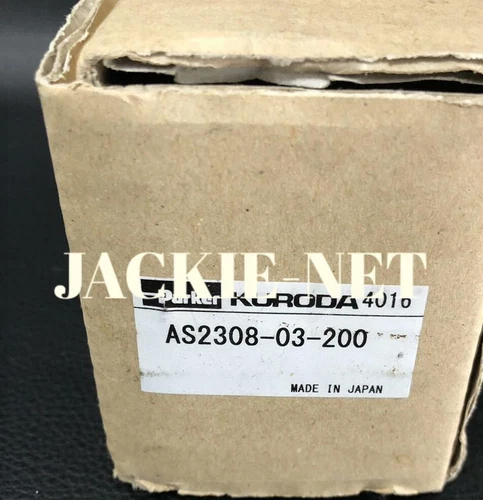 JACKIE-NET
Parker KURODA 4016
AS2308-03-200
MADE IN JAPAN